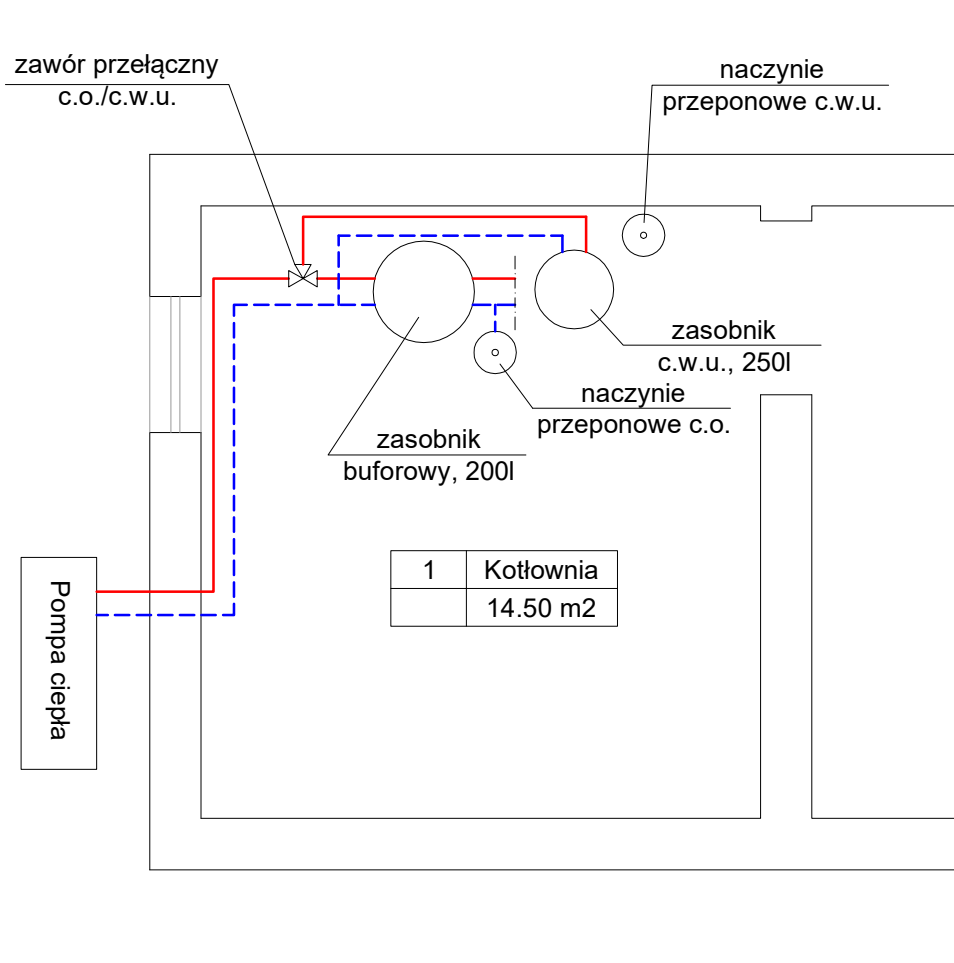 zawór przełączny
c.o./c.w.u.
naczynie
przeponowe c.w.u.
zasobnik
c.w.u., 250l
naczynie
przeponowe c.o.
zasobnik
buforowy, 200l
1 Kotłownia
14.50 m2
Pompa ciepła